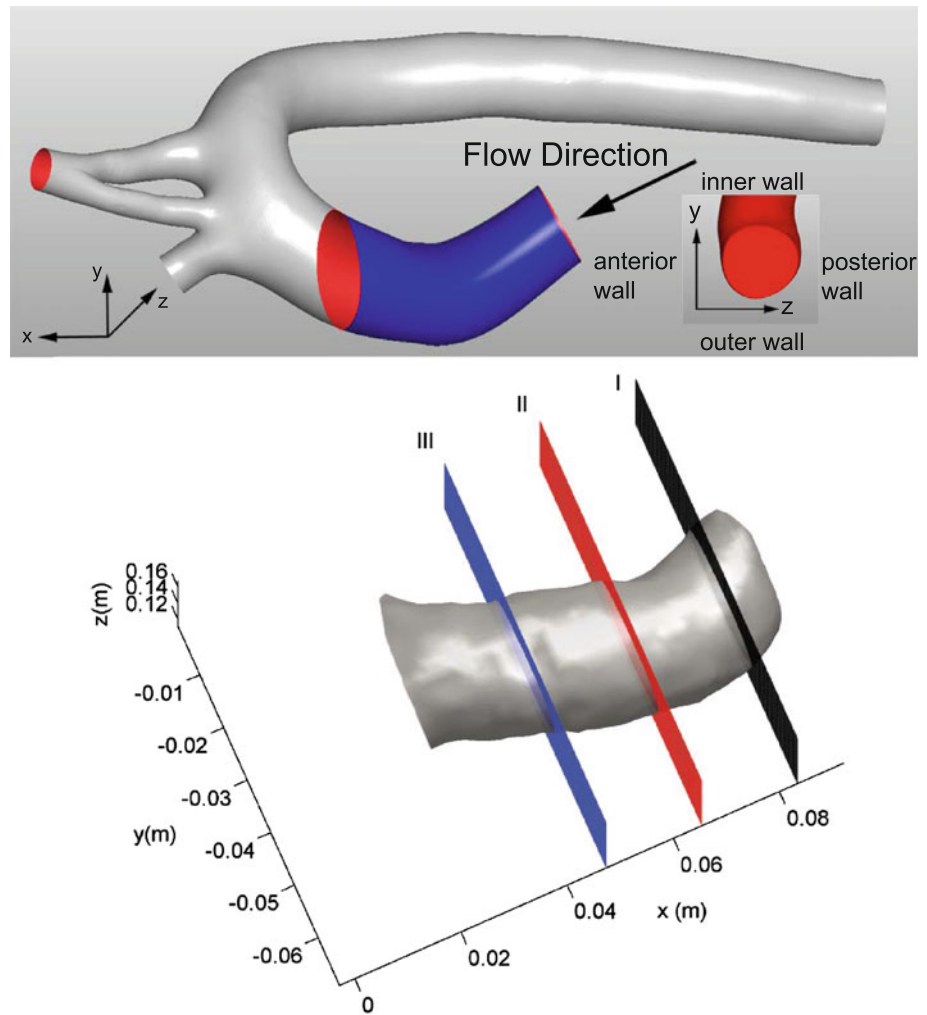 Flow Direction
inner wall
y
anterior
wall
posterior
wall
z
outer wall
y
z
x
I
II
III
0.16
0.14
0.12
z(m)
-0.01
-0.02
-0.03
-0.04
-0.05
-0.06
y(m)
0.08
0.06
0.04
x (m)
0.02
0